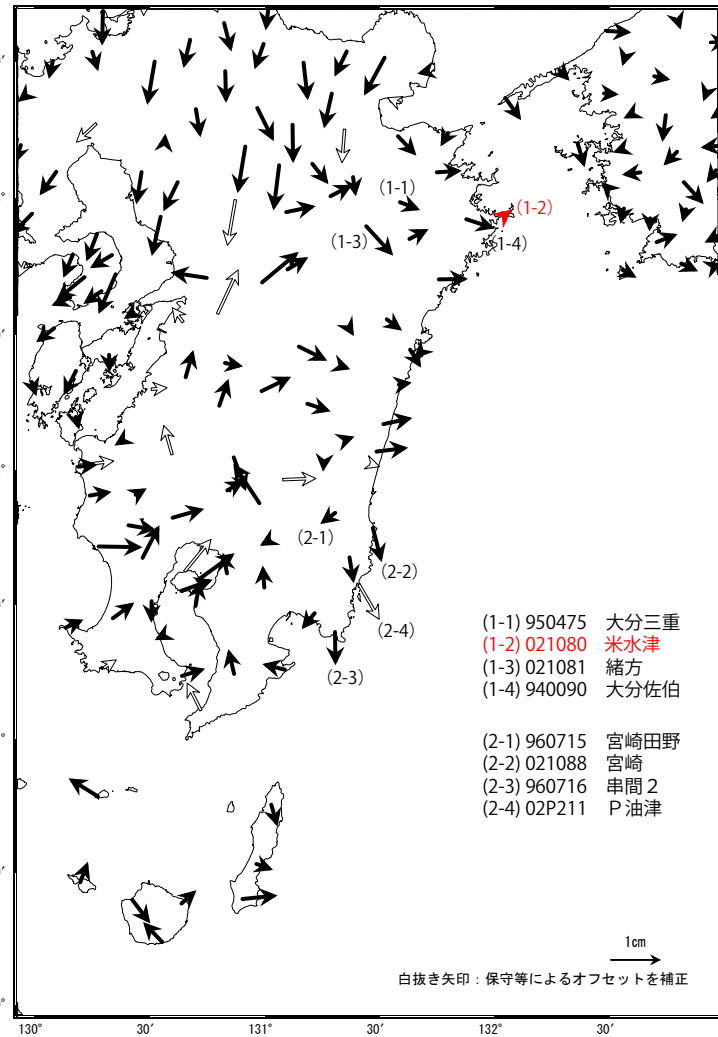 (1-1)
(1-2)
(1-3)
(1-4)
(2-1)
(2-2)
(2-4)
(2-3)
(1-1) 950475 大分三重
(1-2) 021080 米水津
(1-3) 021081 緒方
(1-4) 940090 大分佐伯
(2-1) 960715 宮崎田野
(2-2) 021088 宮崎
(2-3) 960716 串間２
(2-4) 02P211 Ｐ油津
1cm
白抜き矢印：保守等によるオフセットを補正
130° 30′ 131° 30′ 132° 30′